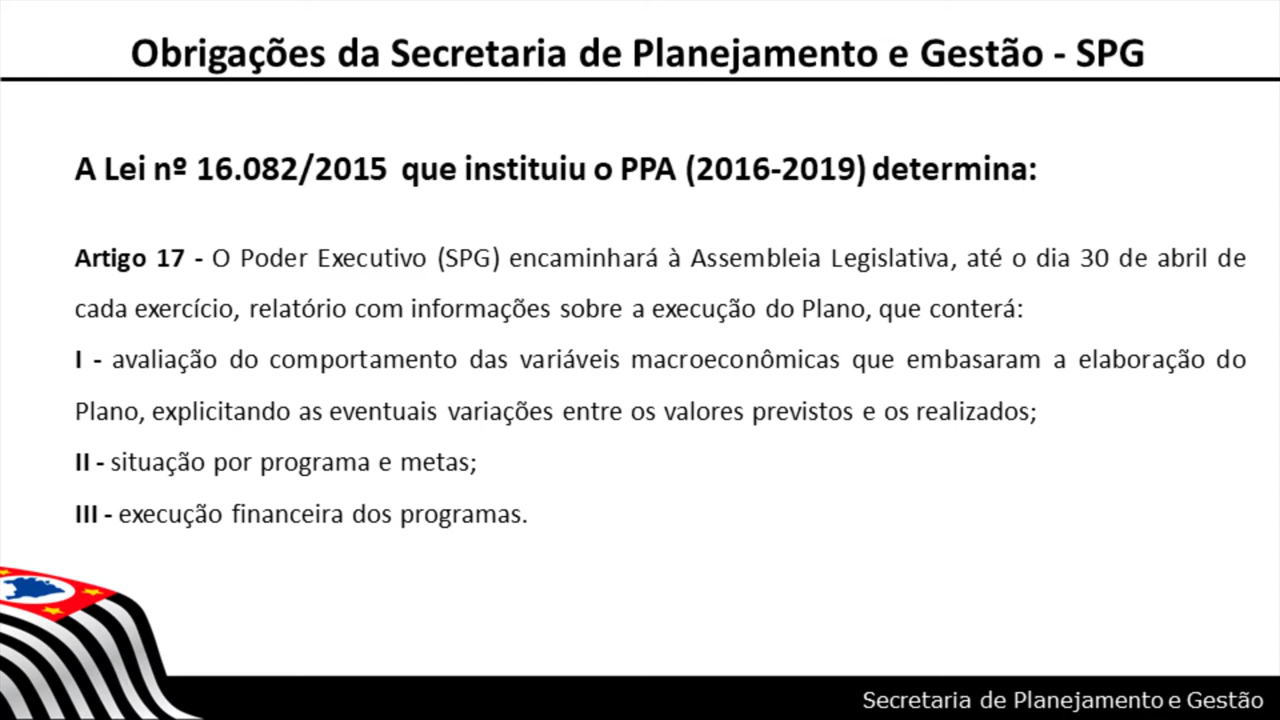 Obrigações da Secretaria de Planejamento e Gestão - SPG
A Lei nº 16.082/2015 que instituiu o PPA (2016-2019) determina:
Artigo 17 - O Poder Executivo (SPG) encaminhará à Assembleia Legislativa, até o dia 30 de abril de
cada exercício, relatório com informações sobre a execução do Plano, que conterá:
I - avaliação do comportamento das variáveis macroeconômicas que embasaram a elaboração do
Plano, explicitando as eventuais variações entre os valores previstos e os realizados;
II - situação por programa e metas;
III - execução financeira dos programas.
Secretaria de Planejamento e Gestão